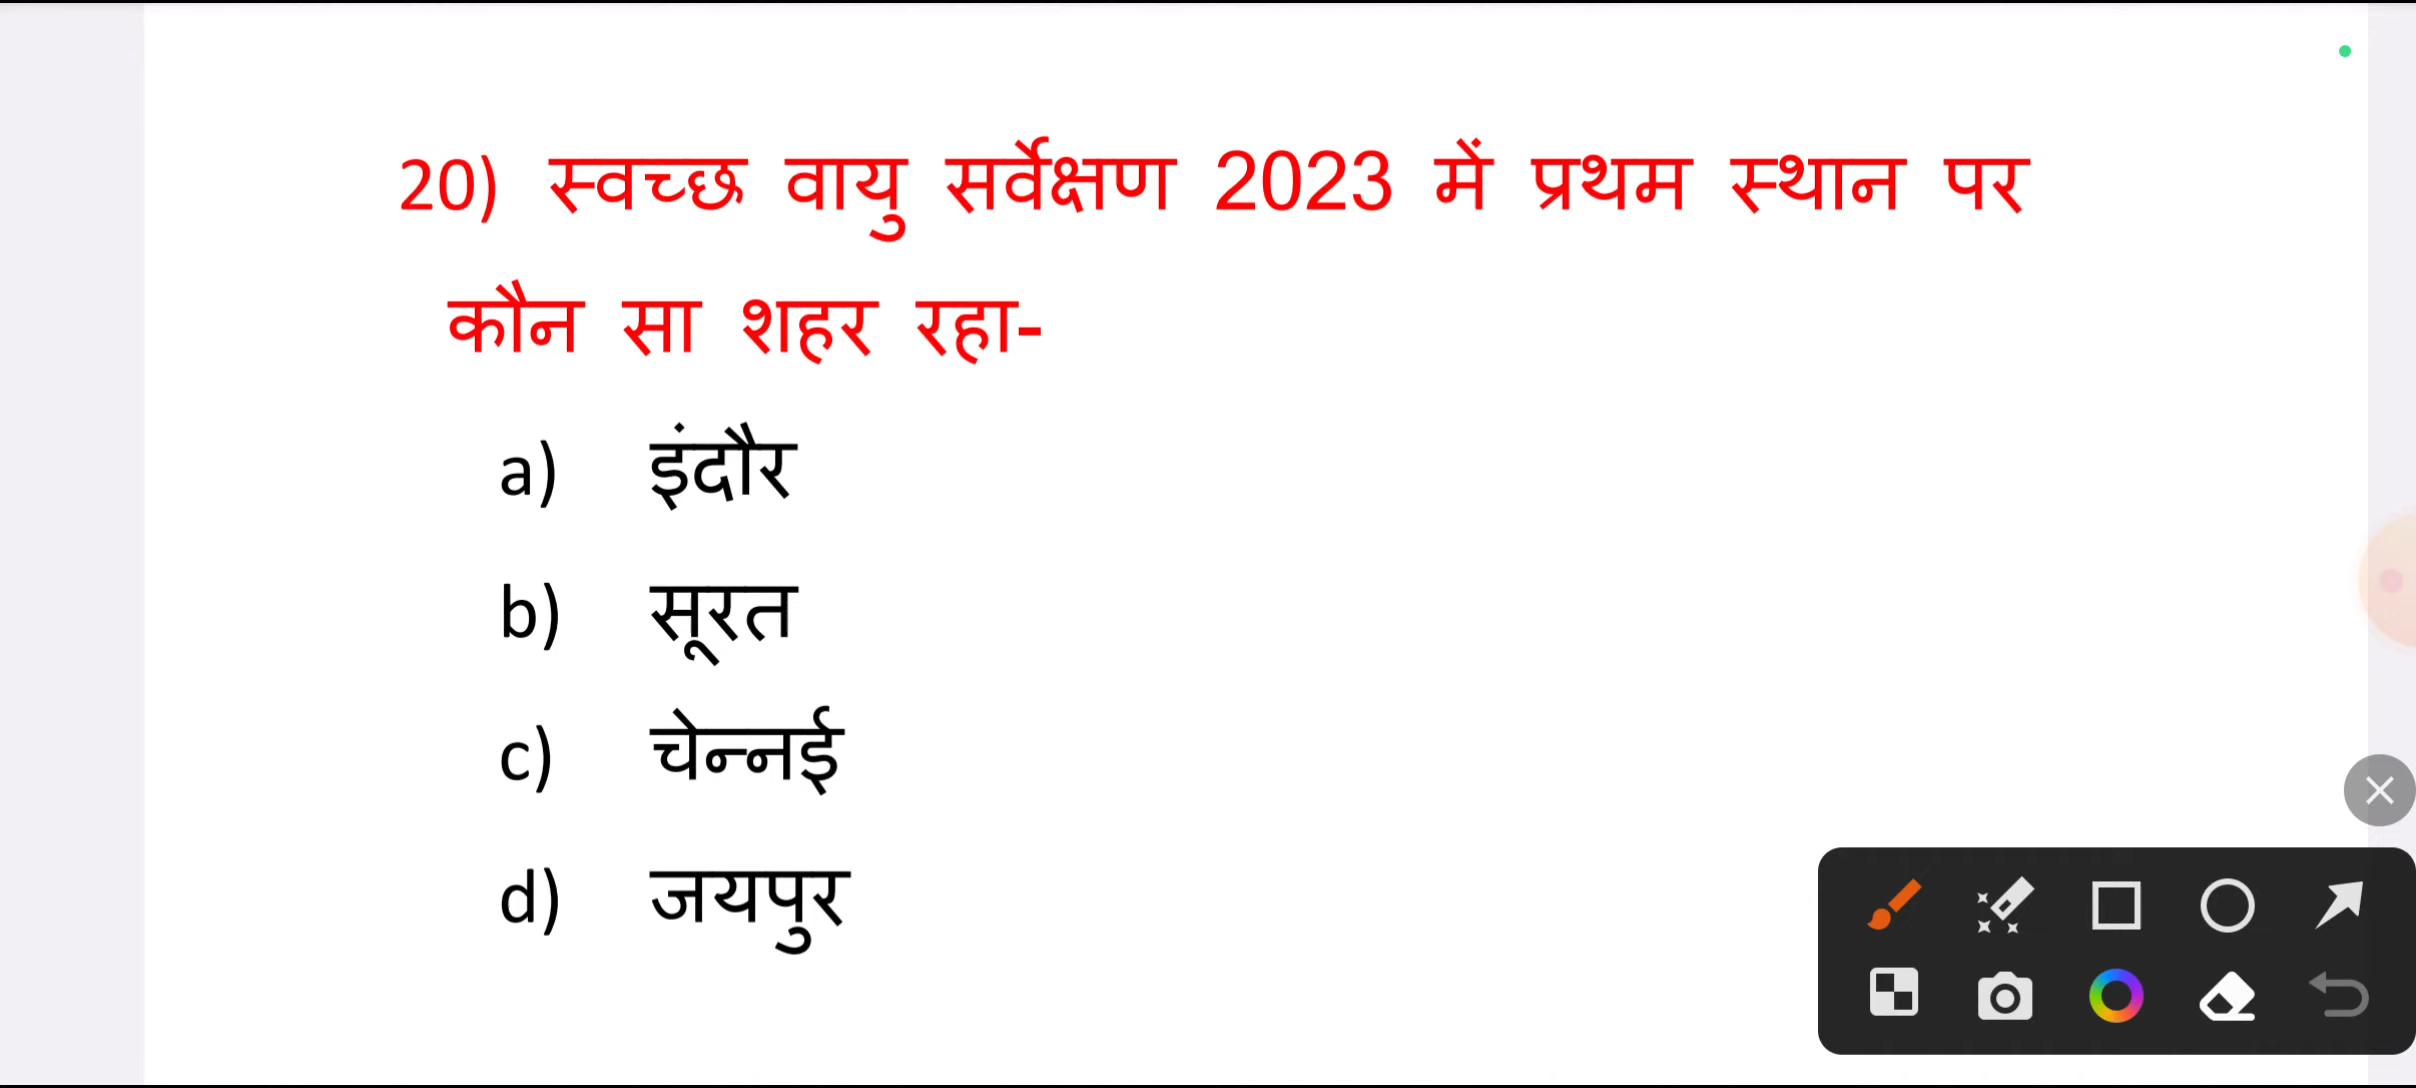 20) स्वच्छ वायु सर्वेक्षण 2023 में प्रथम स्थान पर
कौन सा शहर रहा-
a) इंदौर
b) सूरत
c) चेन्नई
d) जयपुर